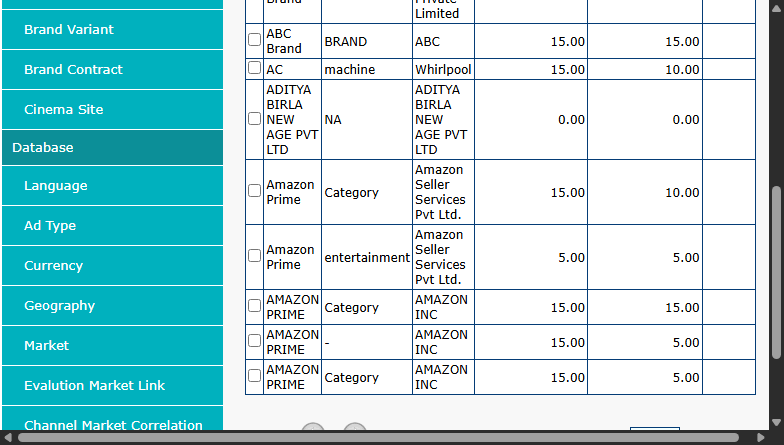 Brand Variant
Brand Contract
Cinema Site
Database
Language
Ad Type
Currency
Geography
Market
Evalution Market Link
Channel Market Correlation
Brand
Private
Limited
ABC
Brand
BRAND
ABC
15.00
15.00
AC
machine
Whirlpool
15.00
10.00
ADITYA
BIRLA
NEW
AGE PVT
LTD
NA
ADITYA
BIRLA
NEW
AGE PVT
LTD
0.00
0.00
Amazon
Prime
Category
Amazon
Seller
Services
Pvt Ltd.
15.00
10.00
Amazon
Prime
entertainment
Amazon
Seller
Services
Pvt Ltd.
5.00
5.00
AMAZON
PRIME
Category
AMAZON
INC
15.00
15.00
AMAZON
PRIME
-
AMAZON
INC
15.00
5.00
AMAZON
PRIME
Category
AMAZON
INC
15.00
5.00